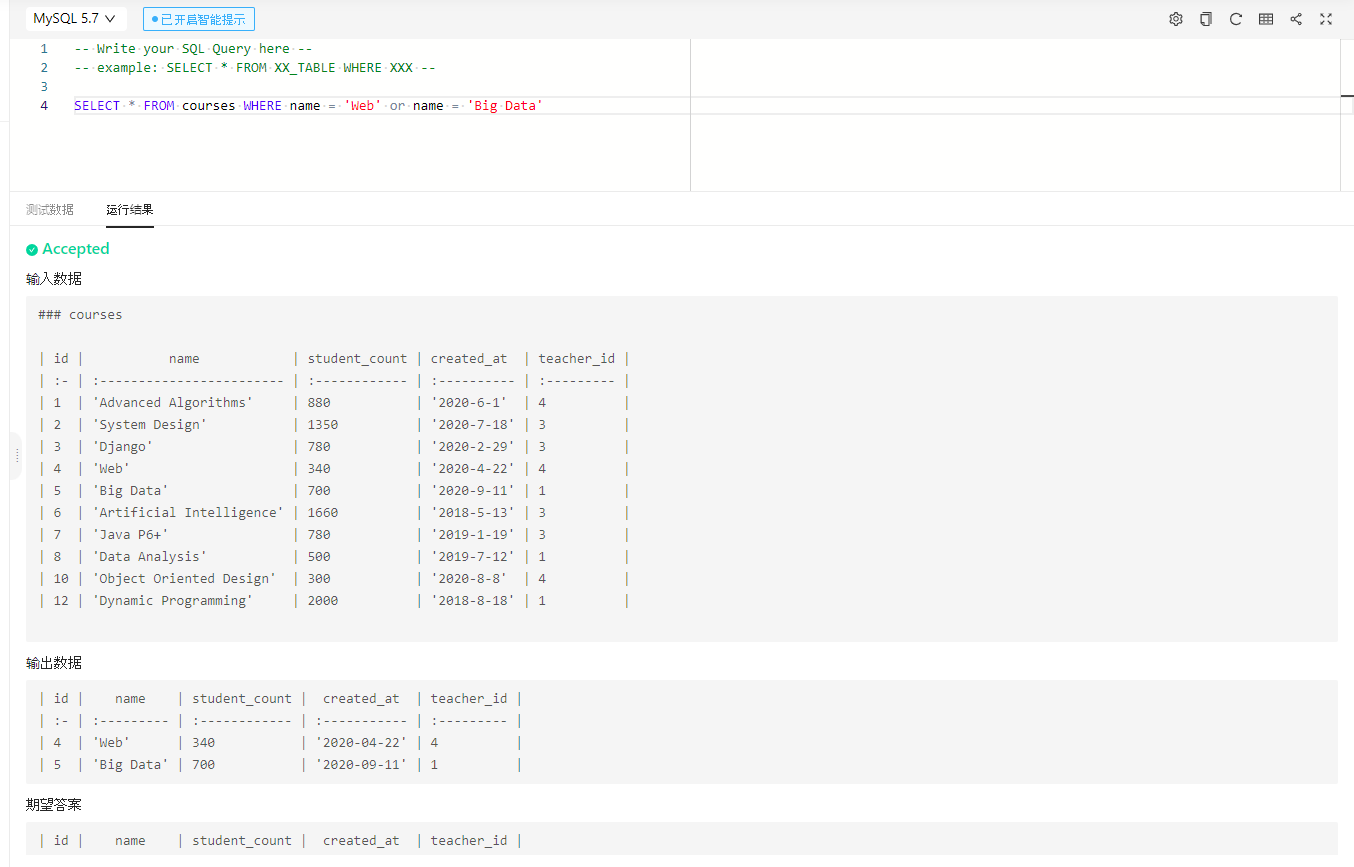 MySQL 5.7
已开启智能提示
1 -- Write your SQL Query here --
2 -- example: SELECT * FROM XX_TABLE WHERE XXX --
3
4 SELECT * FROM courses WHERE name = 'Web' or name = 'Big Data'
测试数据 运行结果
Accepted
输入数据
### courses
| id | name | student_count | created_at | teacher_id |
| :- | :------------------------ | :------------ | :---------- | :--------- |
| 1 | 'Advanced Algorithms' | 880 | '2020-6-1' | 4 |
| 2 | 'System Design' | 1350 | '2020-7-18' | 3 |
| 3 | 'Django' | 780 | '2020-2-29' | 3 |
| 4 | 'Web' | 340 | '2020-4-22' | 4 |
| 5 | 'Big Data' | 700 | '2020-9-11' | 1 |
| 6 | 'Artificial Intelligence' | 1660 | '2018-5-13' | 3 |
| 7 | 'Java P6+' | 780 | '2019-1-19' | 3 |
| 8 | 'Data Analysis' | 500 | '2019-7-12' | 1 |
| 10 | 'Object Oriented Design' | 300 | '2020-8-8' | 4 |
| 12 | 'Dynamic Programming' | 2000 | '2018-8-18' | 1 |
输出数据
| id | name | student_count | created_at | teacher_id |
| :- | :--------- | :------------ | :----------- | :--------- |
| 4 | 'Web' | 340 | '2020-04-22' | 4 |
| 5 | 'Big Data' | 700 | '2020-09-11' | 1 |
期望答案
| id | name | student_count | created_at | teacher_id |